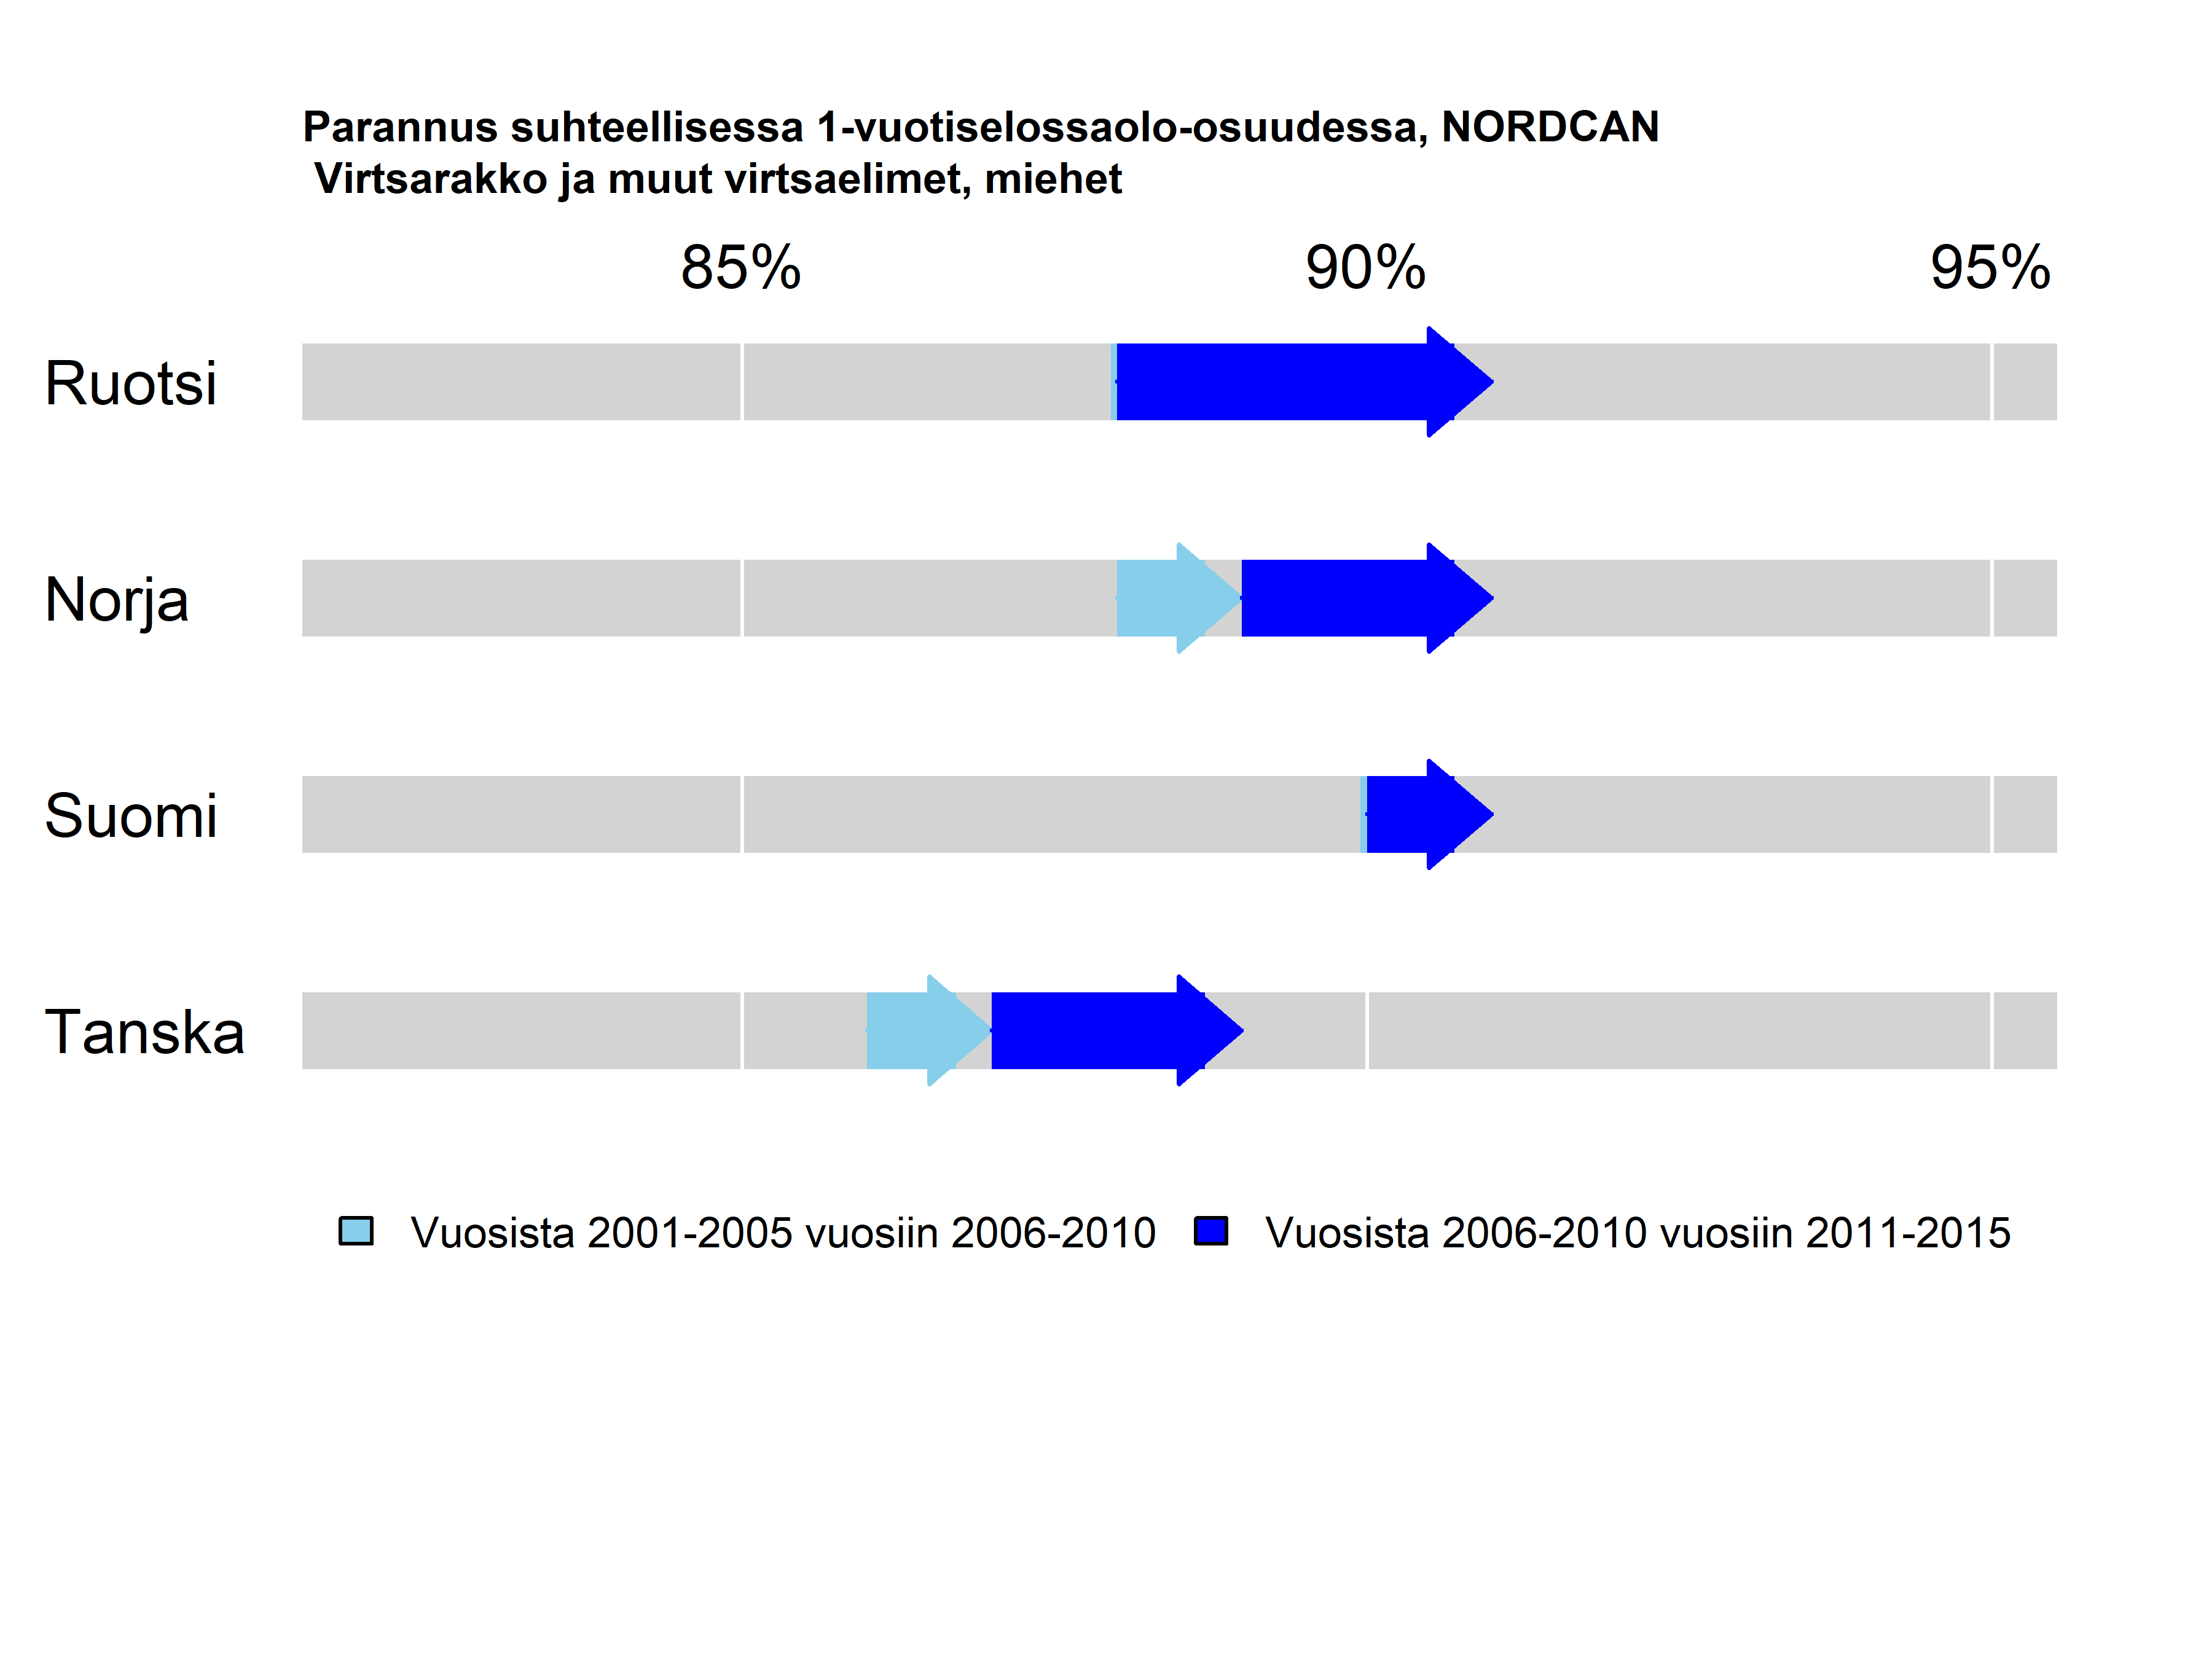 Parannus suhteellisessa 1-vuotiselossaolo-osuudessa, NORDCAN
Virtsarakko ja muut virtsaelimet, miehet
85% 90% 95%
Ruotsi
Norja
Suomi
Tanska
Vuosista 2001-2005 vuosiin 2006-2010 Vuosista 2006-2010 vuosiin 2011-2015